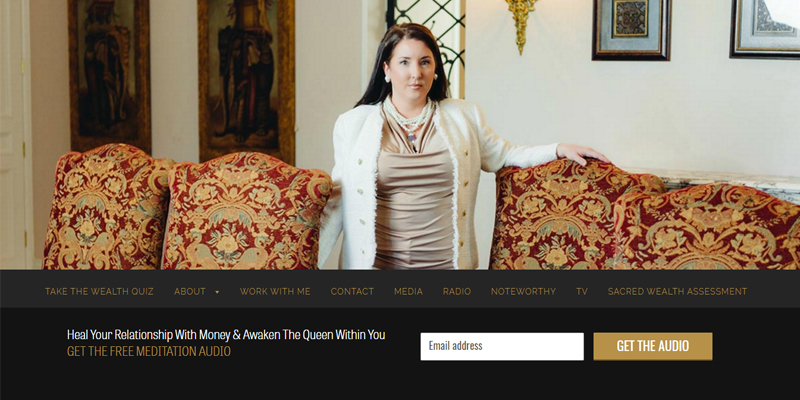 TAKE THE WEALTH QUIZ ABOUT WORK WITH ME CONTACT MEDIA RADIO NOTEWORTHY TV SACRED WEALTH ASSESSMENT
Heal Your Relationship With Money & Awaken The Queen Within You
GET THE FREE MEDITATION AUDIO
Email address
GET THE AUDIO